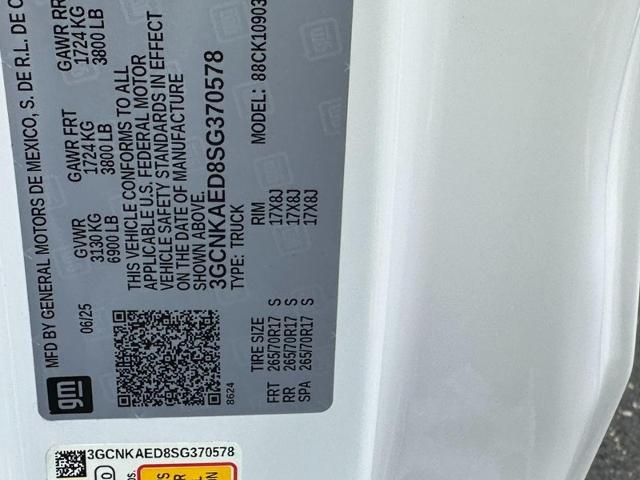 MFD BY GENERAL MOTORS DE MEXICO, S. DE R.L. DE C
06/25
GVWR
3130 KG
6900 LB
GAWR FRT
1724 KG
3800 LB
GAWR RR
1724 KG
3800 LB
THIS VEHICLE CONFORMS TO ALL
APPLICABLE U.S. FEDERAL MOTOR
VEHICLE SAFETY STANDARDS IN EFFECT
ON THE DATE OF MANUFACTURE
SHOWN ABOVE.
3GCNKAED8SG370578
TYPE: TRUCK
MODEL: 88CK10903
TIRE SIZE
RIM
FRT 265/70R17 S 17X8J
RR 265/70R17 S 17X8J
SPA 265/70R17 S 17X8J
8624
gm
3GCNKAED8SG370578